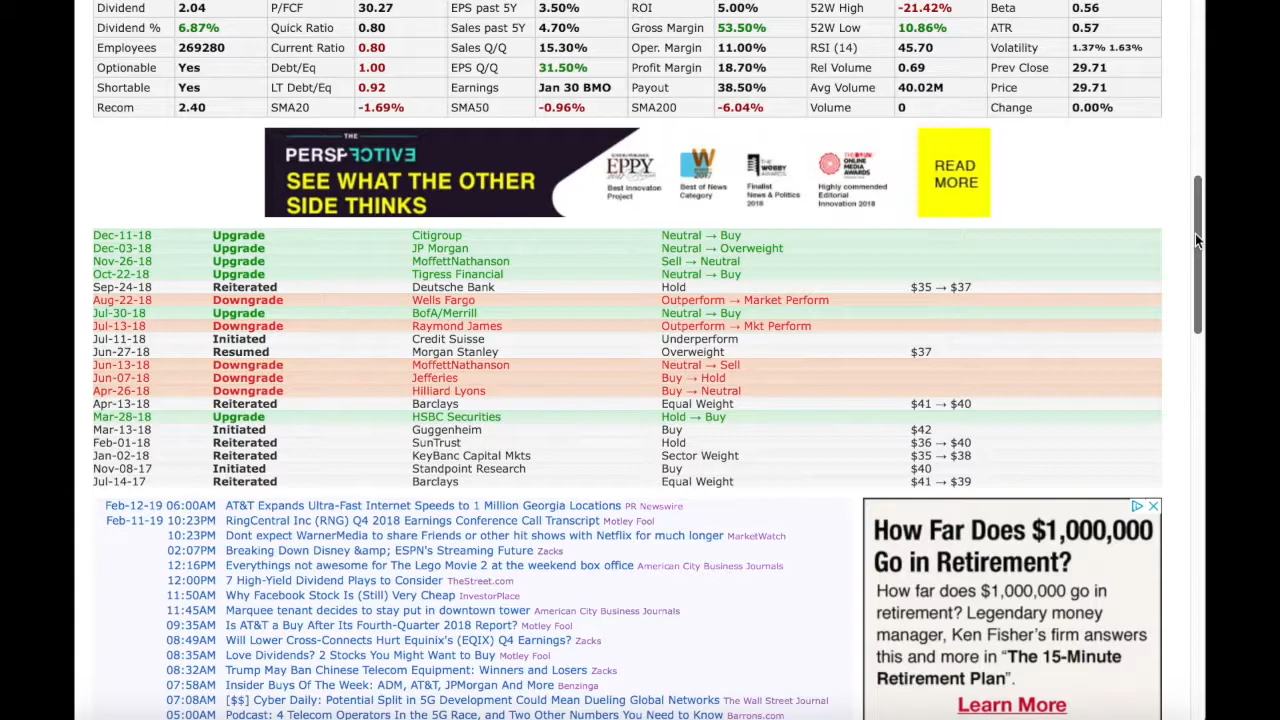 Dividend 2.04 P/FCF 30.27 EPS past 5Y 3.50% ROI 5.00% 52W High -21.42% Beta 0.56
Dividend % 6.87% Quick Ratio 0.80 Sales past 5Y 4.70% Gross Margin 53.50% 52W Low 10.86% ATR 0.57
Employees 269280 Current Ratio 0.80 Sales Q/Q 15.30% Oper. Margin 11.00% RSI (14) 45.70 Volatility 1.37% 1.63%
Optionable Yes Debt/Eq 1.00 EPS Q/Q 31.50% Profit Margin 18.70% Rel Volume 0.69 Prev Close 29.71
Shortable Yes LT Debt/Eq 0.92 Earnings Jan 30 BMO Payout 38.50% Avg Volume 40.02M Price 29.71
Recom 2.40 SMA20 -1.69% SMA50 -0.96% SMA200 -6.04% Volume 0 Change 0.00%
THE
PERSPECTIVE
SEE WHAT THE OTHER
SIDE THINKS
EPPY
Best Innovaton
Project
W
2017
Best of News
Category
THE
WEBBY
AWARDS
Finalist
News & Politics
2018
THE DRUM
ONLINE
MEDIA
AWARDS
Highly commended
Editorial
Innovation 2018
READ
MORE
Dec-11-18 Upgrade Citigroup Neutral → Buy
Dec-03-18 Upgrade JP Morgan Neutral → Overweight
Nov-26-18 Upgrade MoffettNathanson Sell → Neutral
Oct-22-18 Upgrade Tigress Financial Neutral → Buy
Sep-24-18 Reiterated Deutsche Bank Hold $35 → $37
Aug-22-18 Downgrade Wells Fargo Outperform → Market Perform
Jul-30-18 Upgrade BofA/Merrill Neutral → Buy
Jul-13-18 Downgrade Raymond James Outperform → Mkt Perform
Jul-11-18 Initiated Credit Suisse Underperform
Jun-27-18 Resumed Morgan Stanley Overweight $37
Jun-13-18 Downgrade MoffettNathanson Neutral → Sell
Jun-07-18 Downgrade Jefferies Buy → Hold
Apr-26-18 Downgrade Hilliard Lyons Buy → Neutral
Apr-13-18 Reiterated Barclays Equal Weight $41 → $40
Mar-28-18 Upgrade HSBC Securities Hold → Buy
Mar-13-18 Initiated Guggenheim Buy $42
Feb-01-18 Reiterated SunTrust Hold $36 → $40
Jan-02-18 Reiterated KeyBanc Capital Mkts Sector Weight $35 → $38
Nov-08-17 Initiated Standpoint Research Buy $40
Jul-14-17 Reiterated Barclays Equal Weight $41 → $39
Feb-12-19 06:00AM AT&T Expands Ultra-Fast Internet Speeds to 1 Million Georgia Locations PR Newswire
Feb-11-19 10:23PM RingCentral Inc (RNG) Q4 2018 Earnings Conference Call Transcript Motley Fool
10:23PM Dont expect WarnerMedia to share Friends or other hit shows with Netflix for much longer MarketWatch
02:07PM Breaking Down Disney &amp; ESPN's Streaming Future Zacks
12:16PM Everythings not awesome for The Lego Movie 2 at the weekend box office American City Business Journals
12:00PM 7 High-Yield Dividend Plays to Consider TheStreet.com
11:50AM Why Facebook Stock Is (Still) Very Cheap InvestorPlace
11:45AM Marquee tenant decides to stay put in downtown tower American City Business Journals
09:35AM Is AT&T a Buy After Its Fourth-Quarter 2018 Report? Motley Fool
08:49AM Will Lower Cross-Connects Hurt Equinix's (EQIX) Q4 Earnings? Zacks
08:35AM Love Dividends? 2 Stocks You Might Want to Buy Motley Fool
08:32AM Trump May Ban Chinese Telecom Equipment: Winners and Losers Zacks
07:58AM Insider Buys Of The Week: ADM, AT&T, JPMorgan And More Benzinga
07:08AM [$$] Cyber Daily: Potential Split in 5G Development Could Mean Dueling Global Networks The Wall Street Journal
05:00AM Podcast: 4 Telecom Operators In the 5G Race, and Two Other Numbers You Need to Know Barrons.com
How Far Does $1,000,000
Go in Retirement?
How far does $1,000,000 go in
retirement? Legendary money
manager, Ken Fisher's firm answers
this and more in “The 15-Minute
Retirement Plan”.
Learn More